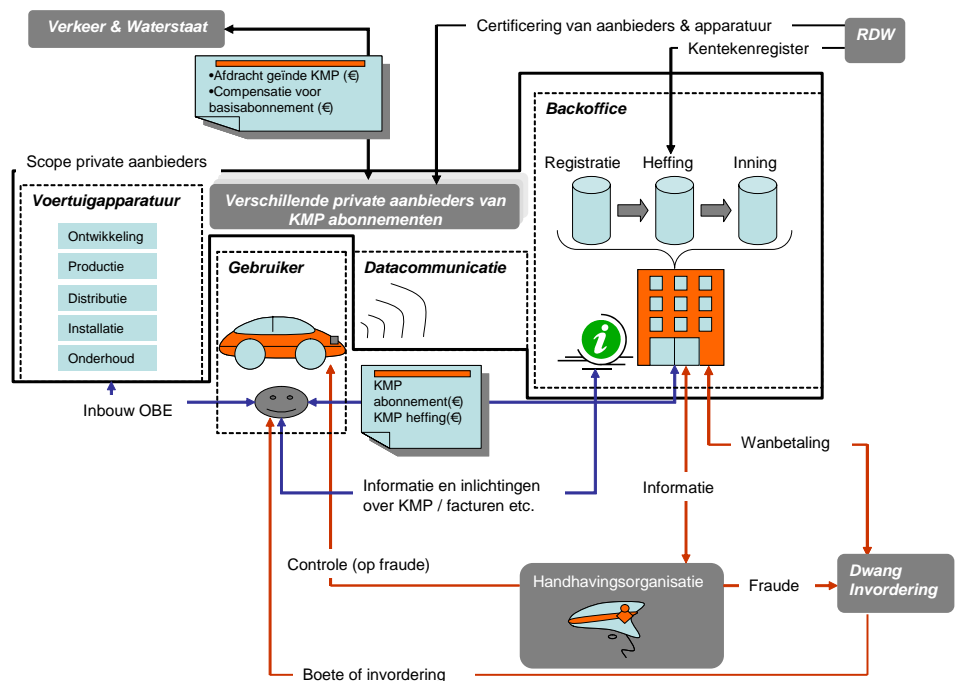 Verkeer & Waterstaat
Certificering van aanbieders & apparatuur
RDW
Kentekenregister
•Afdracht geïnde KMP (€)
•Compensatie voor
basisabonnement (€)
Backoffice
Scope private aanbieders
Registratie
Heffing
Inning
Voertuigapparatuur
Verschillende private aanbieders van
KMP abonnementen
Ontwikkeling
Productie
Distributie
Installatie
Onderhoud
Gebruiker
Datacommunicatie
i
KMP
abonnement(€)
KMP heffing(€)
Inbouw OBE
Wanbetaling
Informatie en inlichtingen
over KMP / facturen etc.
Informatie
Controle (op fraude)
Handhavingsorganisatie
Fraude
Dwang
Invordering
Boete of invordering